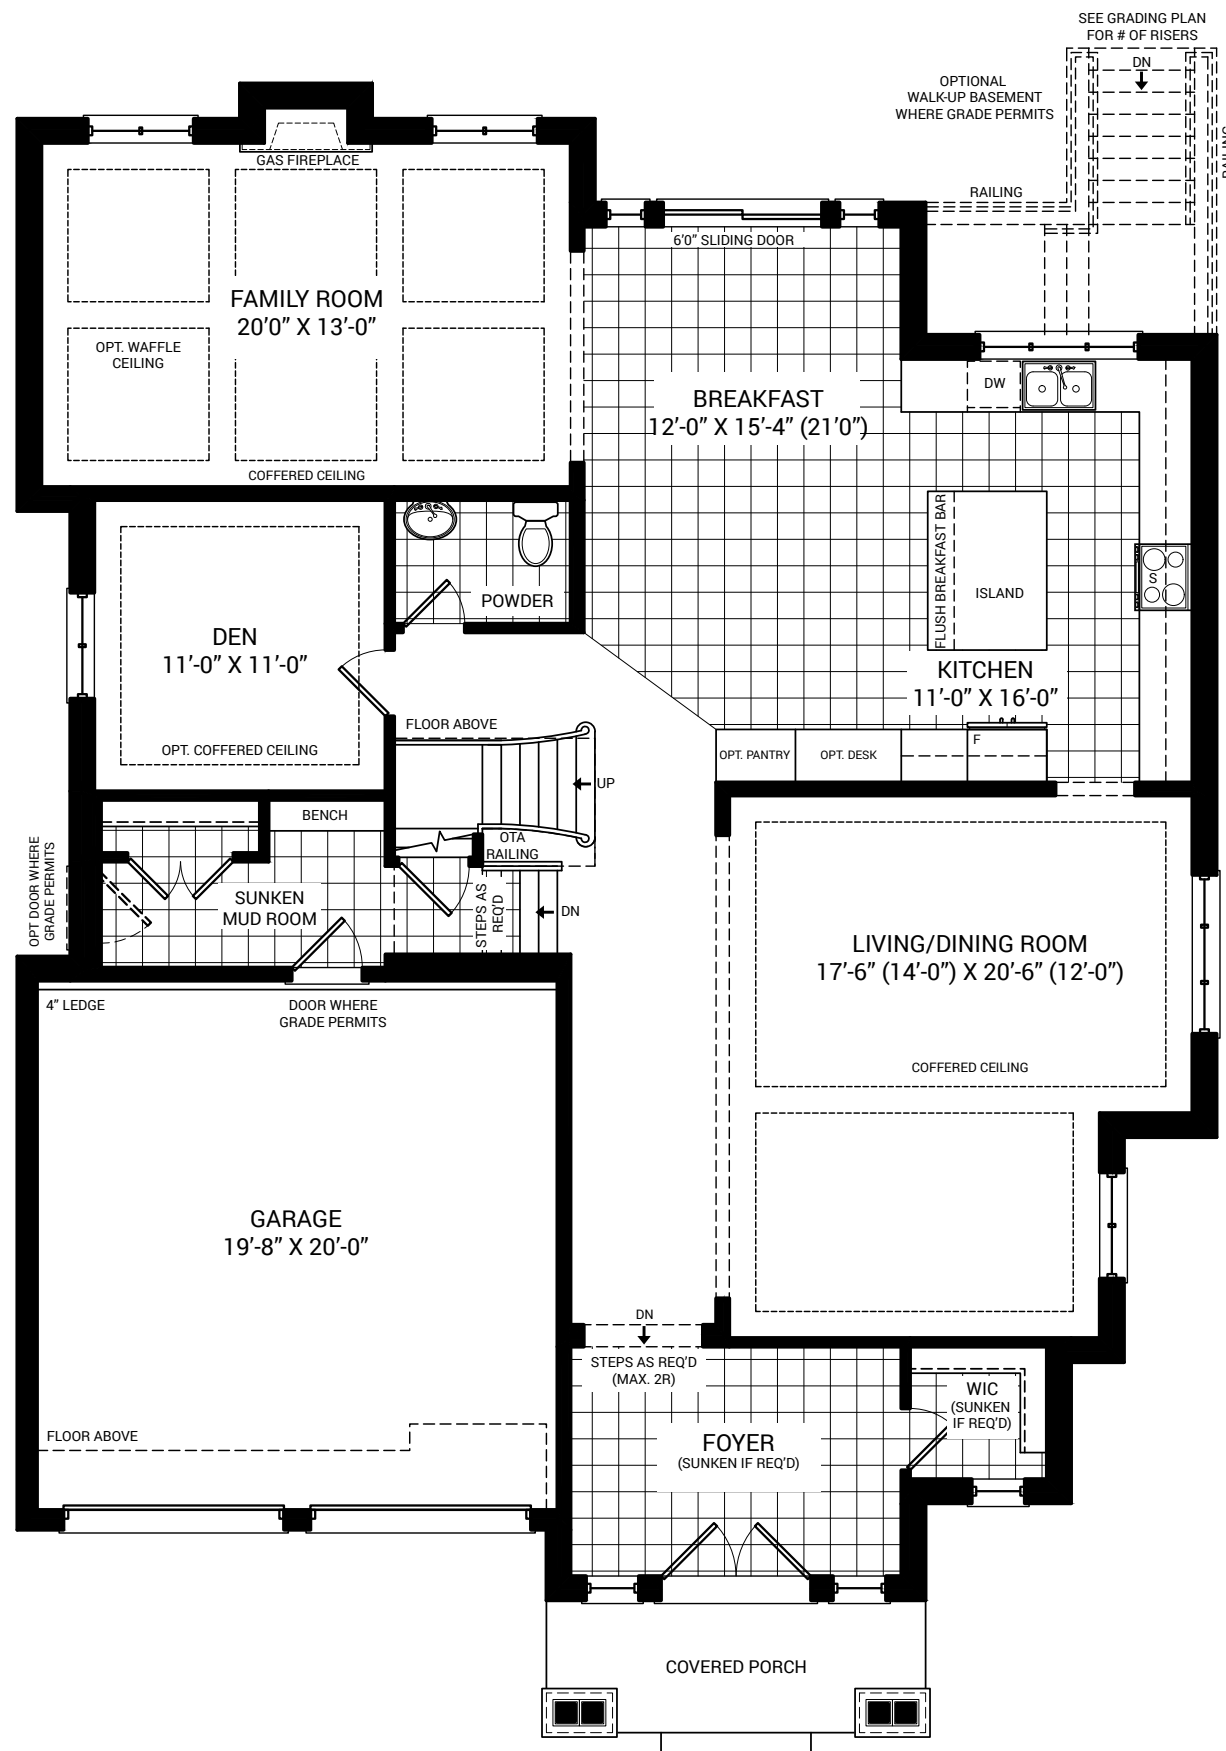 SEE GRADING PLAN
FOR # OF RISERS
DN
OPTIONAL
WALK-UP BASEMENT
WHERE GRADE PERMITS
RAILING
RAILING
GAS FIREPLACE
6'0" SLIDING DOOR
FAMILY ROOM
20'0" X 13'-0"
OPT. WAFFLE
CEILING
COFFERED CEILING
BREAKFAST
12'-0" X 15'-4" (21'0")
DW
FLUSH BREAKFAST BAR
ISLAND
S
KITCHEN
11'-0" X 16'-0"
F
OPT. PANTRY
OPT. DESK
POWDER
DEN
11'-0" X 11'-0"
OPT. COFFERED CEILING
FLOOR ABOVE
UP
OTA
RAILING
BENCH
SUNKEN
MUD ROOM
OPT DOOR WHERE
GRADE PERMITS
STEPS AS
REQ'D
DN
LIVING/DINING ROOM
17'-6" (14'-0") X 20'-6" (12'-0")
COFFERED CEILING
4" LEDGE
DOOR WHERE
GRADE PERMITS
GARAGE
19'-8" X 20'-0"
FLOOR ABOVE
DN
STEPS AS REQ'D
(MAX. 2R)
FOYER
(SUNKEN IF REQ'D)
WIC
(SUNKEN
IF REQ'D)
COVERED PORCH